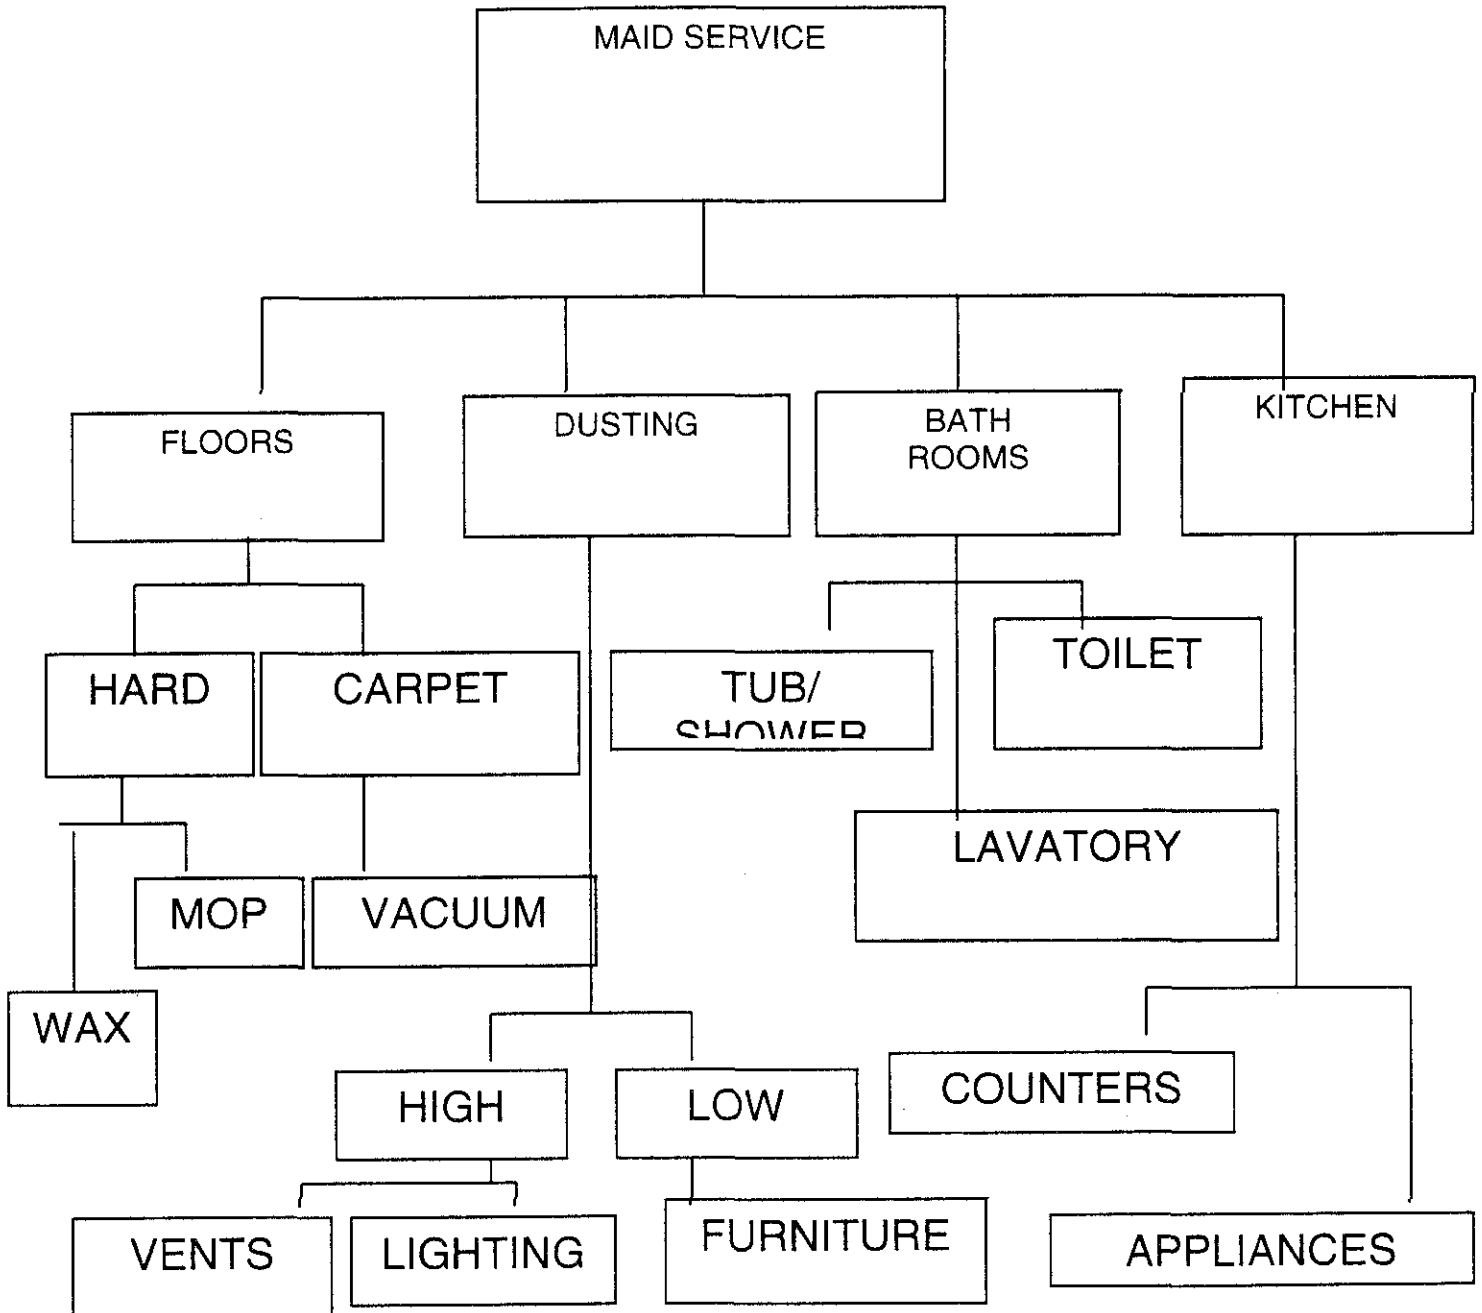 MAID SERVICE
FLOORS
DUSTING
BATH
ROOMS
KITCHEN
HARD
CARPET
TUB/
SHOWER
TOILET
LAVATORY
MOP
VACUUM
WAX
HIGH
LOW
COUNTERS
VENTS
LIGHTING
FURNITURE
APPLIANCES